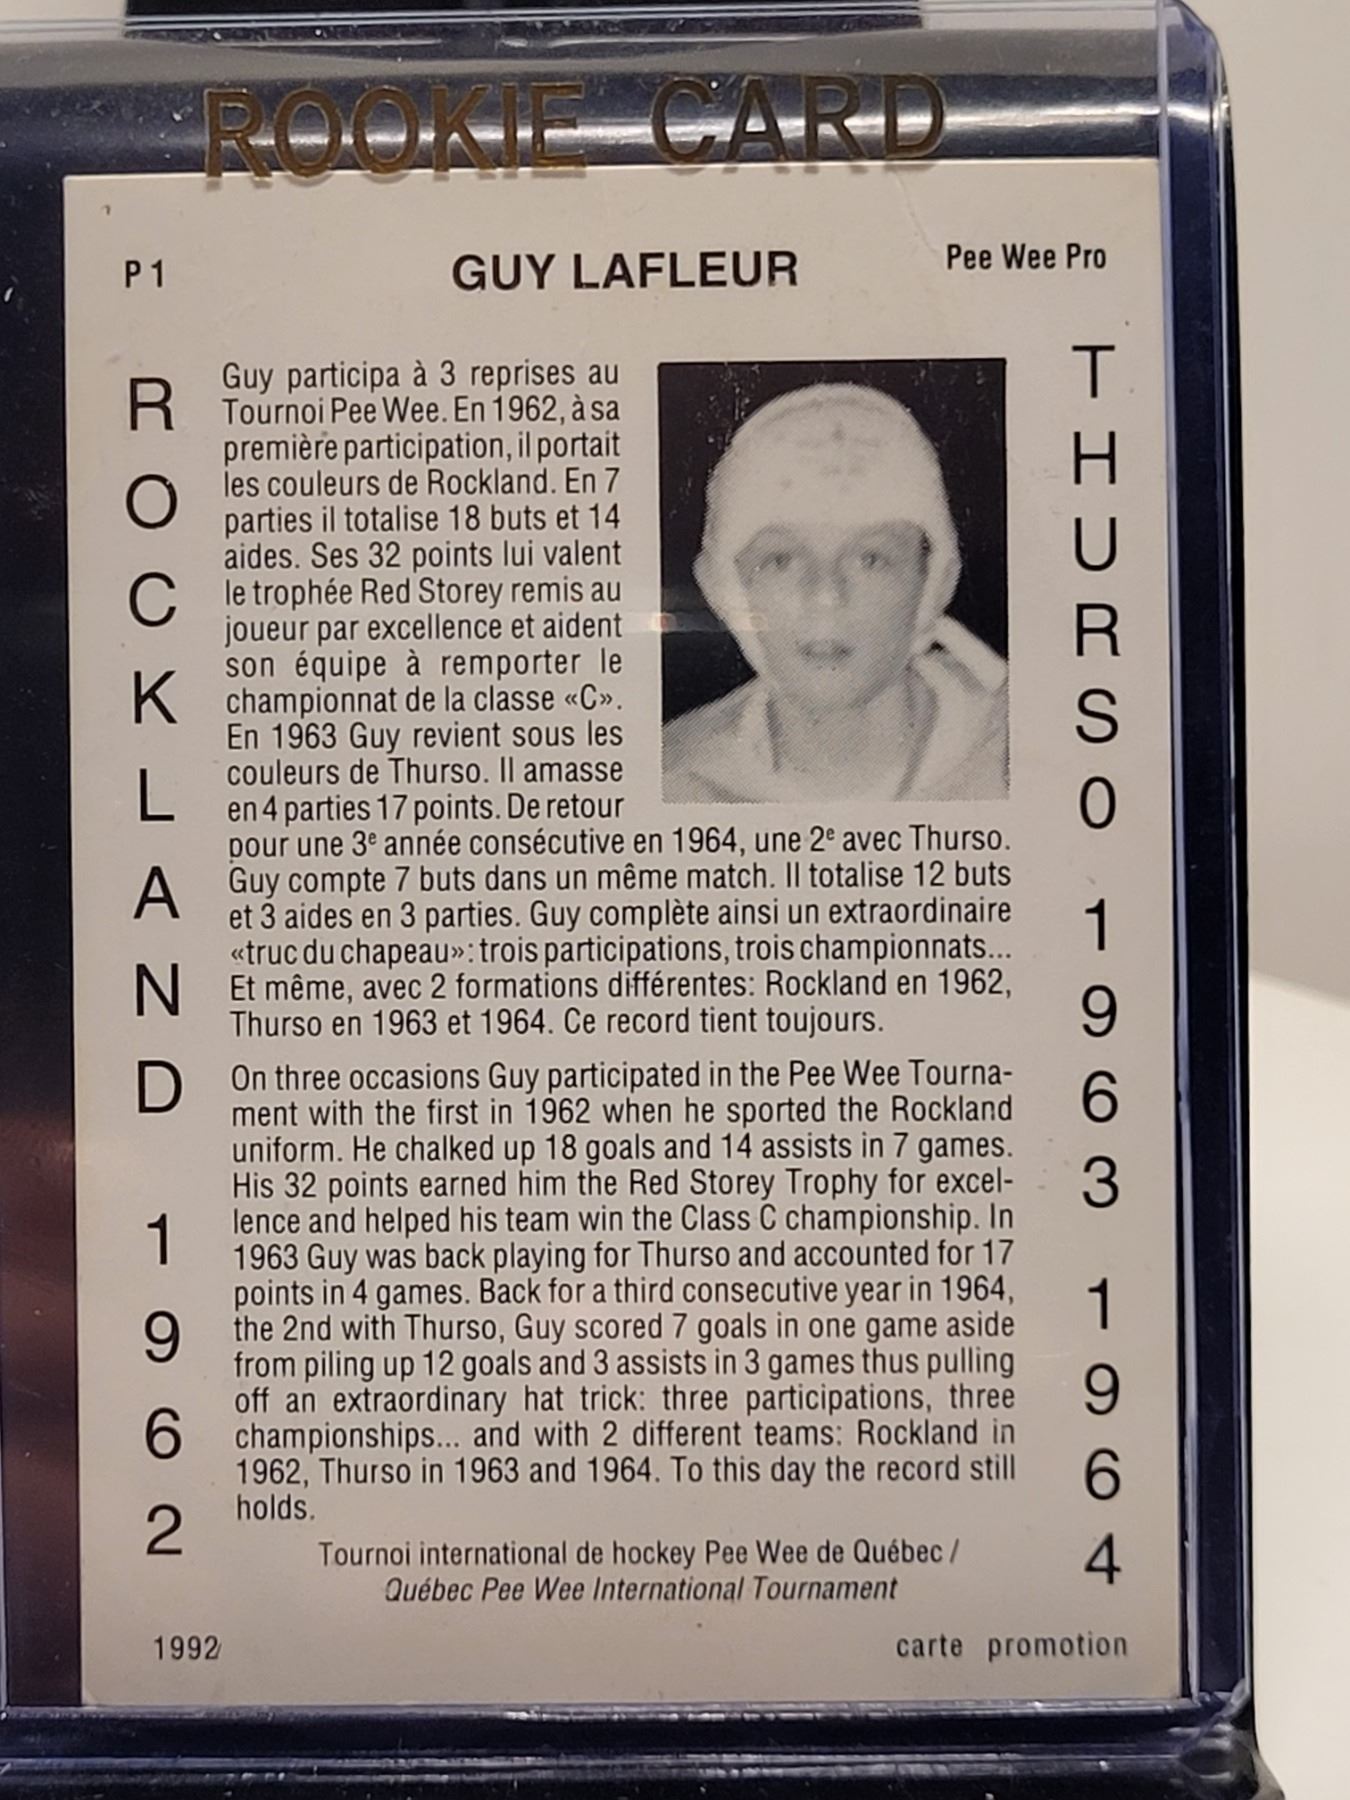 ROOKIE CARD
P 1 GUY LAFLEUR Pee Wee Pro
ROCKLAND 1962
Guy participa à 3 reprises au
Tournoi Pee Wee. En 1962, à sa
première participation, il portait
les couleurs de Rockland. En 7
parties il totalise 18 buts et 14
aides. Ses 32 points lui valent
le trophée Red Storey remis au
joueur par excellence et aident
son équipe à remporter le
championnat de la classe «C».
En 1963 Guy revient sous les
couleurs de Thurso. Il amasse
en 4 parties 17 points. De retour
pour une 3e année consécutive en 1964, une 2e avec Thurso.
Guy compte 7 buts dans un même match. Il totalise 12 buts
et 3 aides en 3 parties. Guy complète ainsi un extraordinaire
«truc du chapeau»: trois participations, trois championnats...
Et même, avec 2 formations différentes: Rockland en 1962,
Thurso en 1963 et 1964. Ce record tient toujours.
On three occasions Guy participated in the Pee Wee Tourna-
ment with the first in 1962 when he sported the Rockland
uniform. He chalked up 18 goals and 14 assists in 7 games.
His 32 points earned him the Red Storey Trophy for excel-
lence and helped his team win the Class C championship. In
1963 Guy was back playing for Thurso and accounted for 17
points in 4 games. Back for a third consecutive year in 1964,
the 2nd with Thurso, Guy scored 7 goals in one game aside
from piling up 12 goals and 3 assists in 3 games thus pulling
off an extraordinary hat trick: three participations, three
championships... and with 2 different teams: Rockland in
1962, Thurso in 1963 and 1964. To this day the record still
holds.
THURSO 1963 1964
Tournoi international de hockey Pee Wee de Québec /
Québec Pee Wee International Tournament
1992 carte promotion